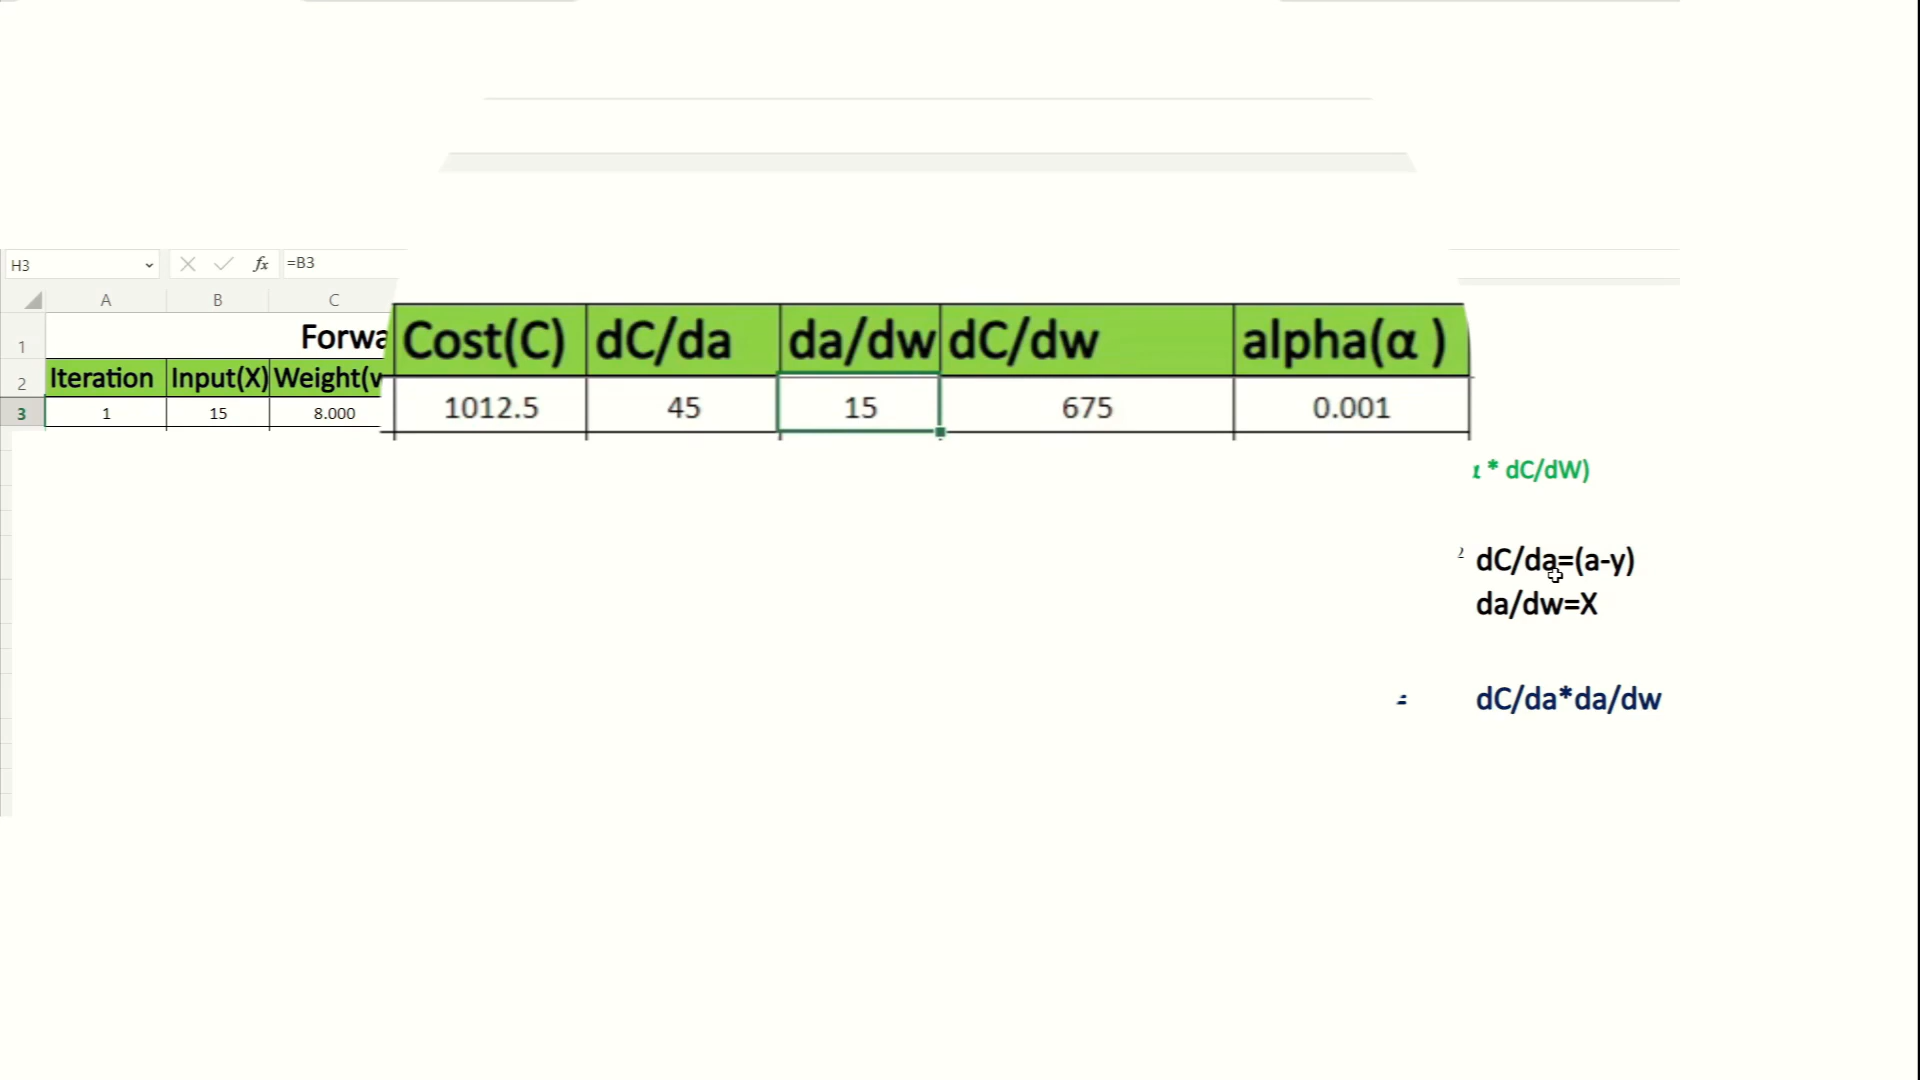 H3 fx =B3
A B C
1 Forwa
Cost(C) dC/da da/dw dC/dw alpha(α )
2 Iteration Input(X) Weight(v
3 1 15 8.000 1012.5 45 15 675 0.001
* dC/dW)
2 dC/da=(a-y)
da/dw=X
= dC/da*da/dw